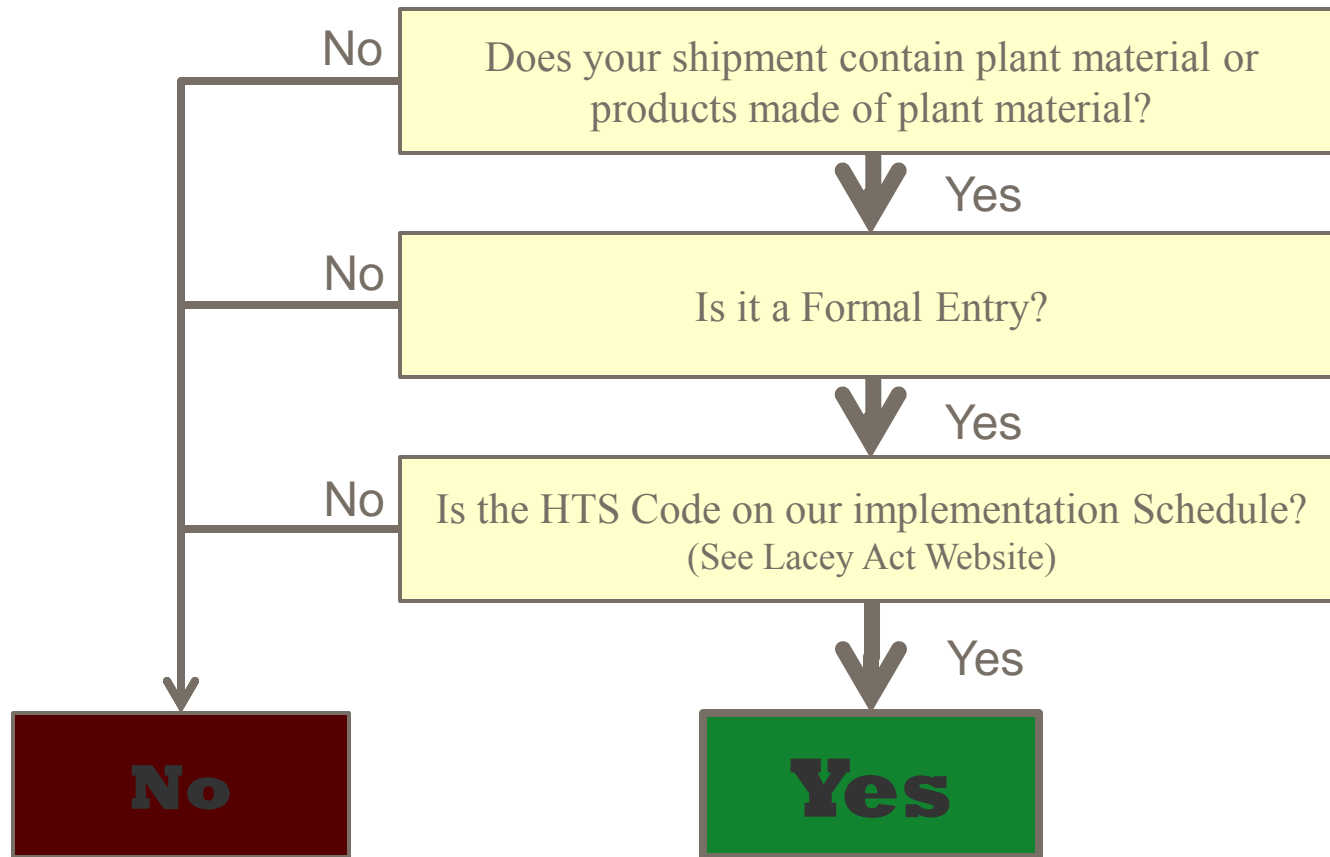 No
Does your shipment contain plant material or
products made of plant material?
Yes
No
Is it a Formal Entry?
Yes
No
Is the HTS Code on our implementation Schedule?
(See Lacey Act Website)
Yes
No
Yes